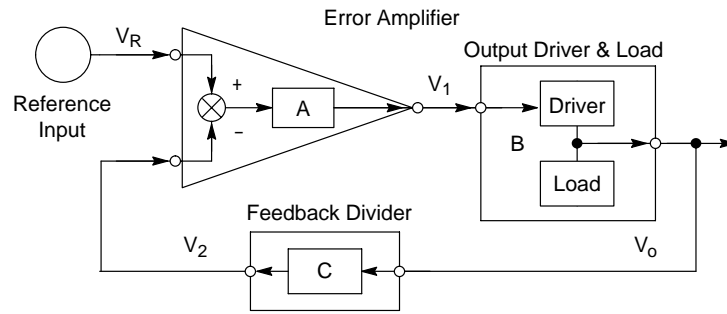 Error Amplifier
V_R
Output Driver & Load
Reference
Input
+
−
A
V_1
Driver
B
Load
Feedback Divider
V_2
C
V_o